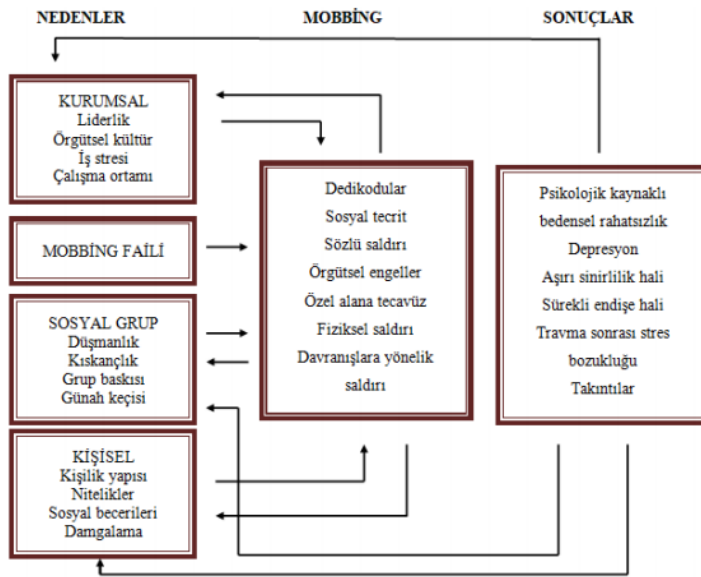 NEDENLER
MOBBİNG
SONUÇLAR
KURUMSAL
Liderlik
Örgütsel kültür
İş stresi
Çalışma ortamı
MOBBİNG FAİLİ
SOSYAL GRUP
Düşmanlık
Kıskançlık
Grup baskısı
Günah keçisi
KİŞİSEL
Kişilik yapısı
Nitelikler
Sosyal becerileri
Damgalama
Dedikodular
Sosyal tecrit
Sözlü saldırı
Örgütsel engeller
Özel alana tecavüz
Fiziksel saldırı
Davranışlara yönelik
saldırı
Psikolojik kaynaklı
bedensel rahatsızlık
Depresyon
Aşırı sinirlilik hali
Sürekli endişe hali
Travma sonrası stres
bozukluğu
Takıntılar